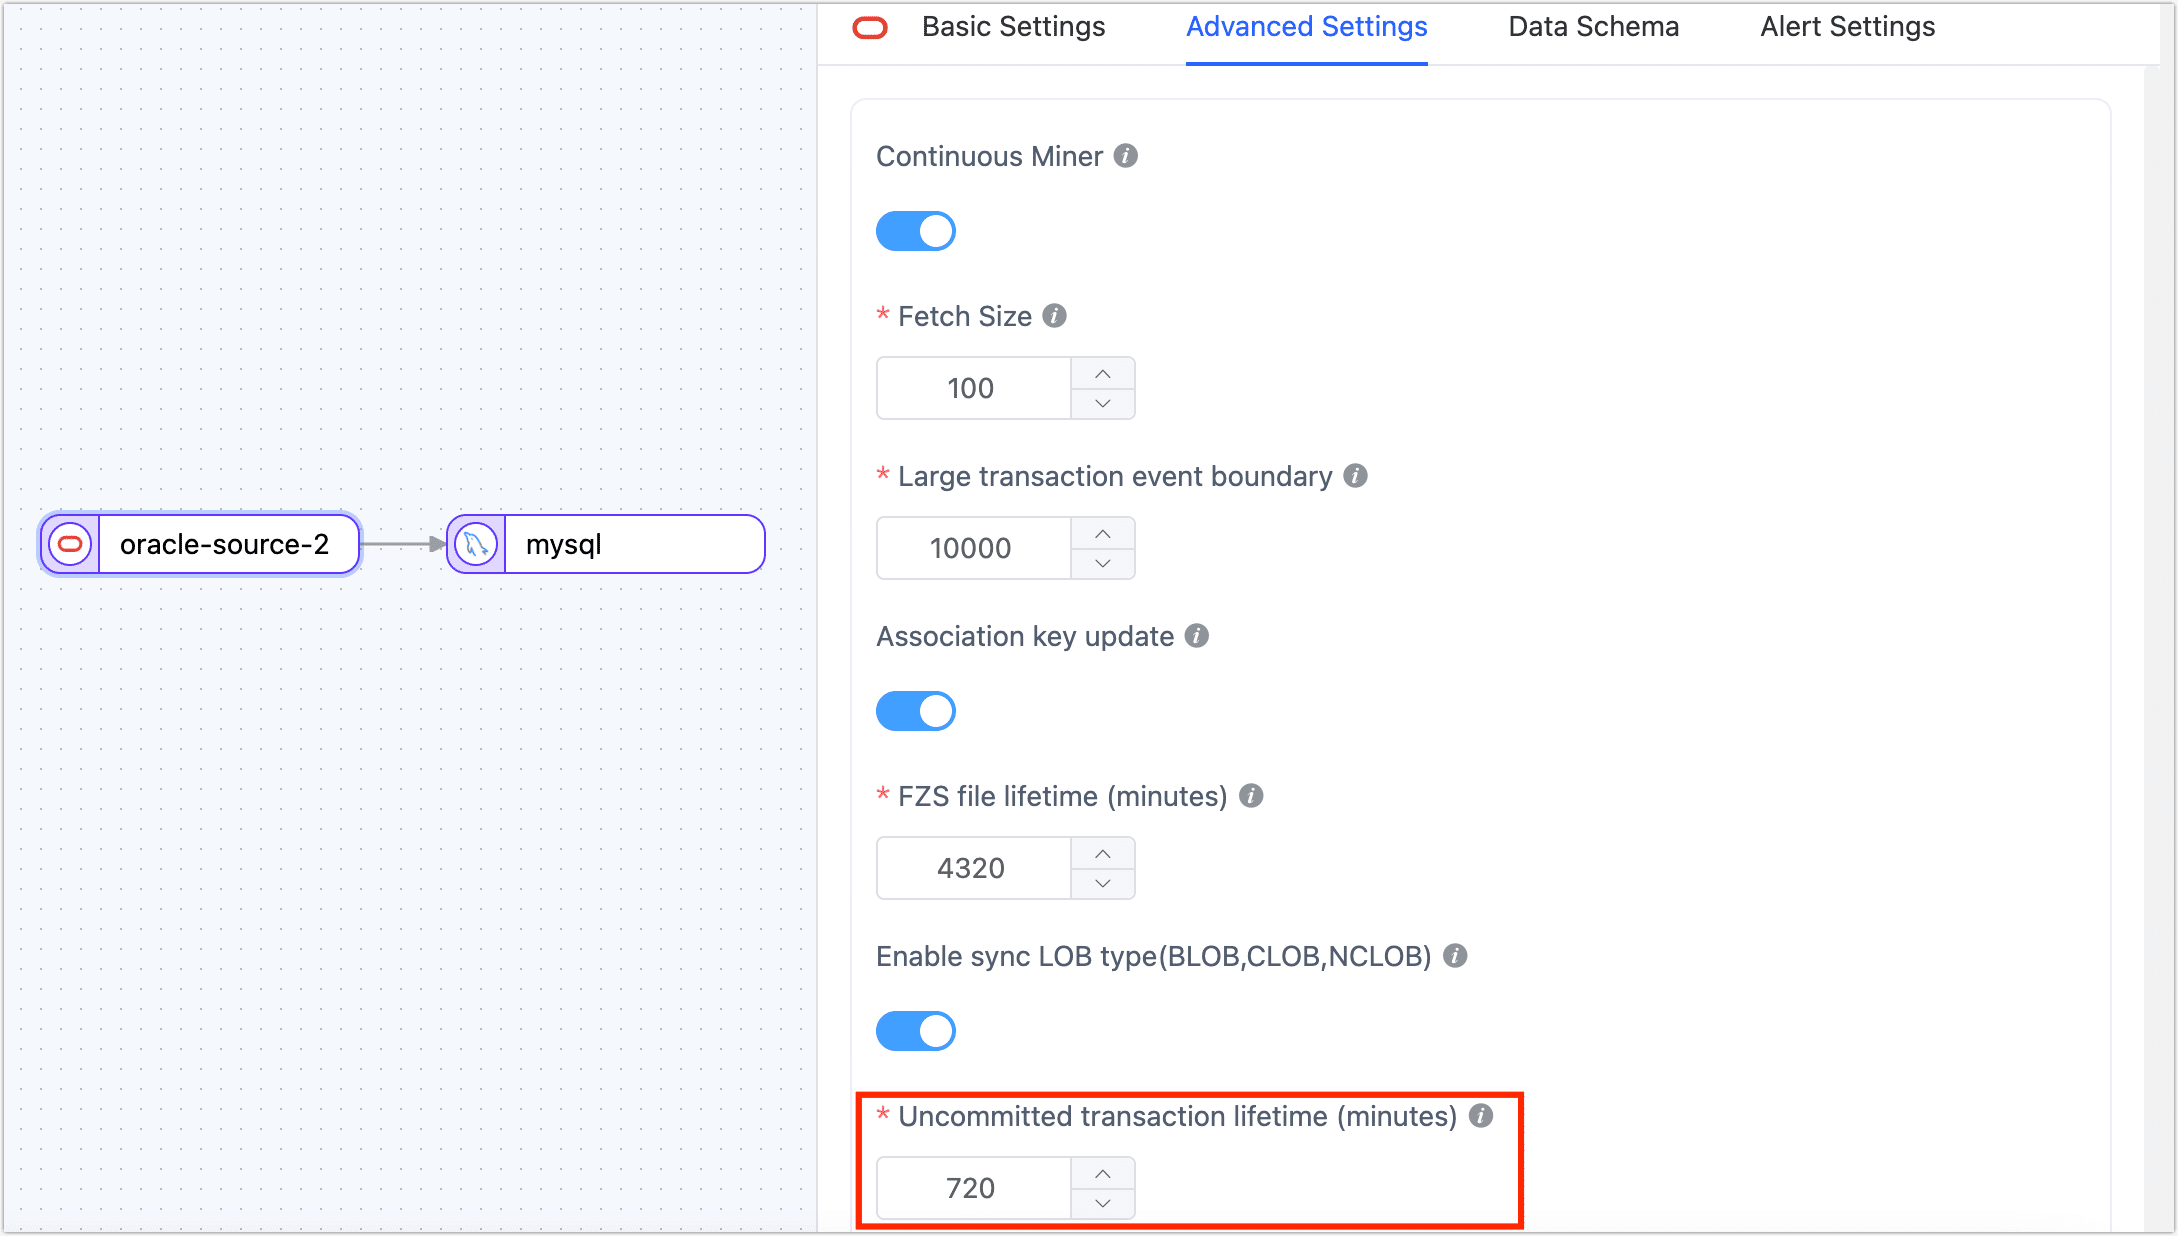 Basic Settings
Advanced Settings
Data Schema
Alert Settings
Continuous Miner
* Fetch Size
100
* Large transaction event boundary
10000
Association key update
* FZS file lifetime (minutes)
4320
Enable sync LOB type(BLOB,CLOB,NCLOB)
* Uncommitted transaction lifetime (minutes)
720
oracle-source-2
mysql